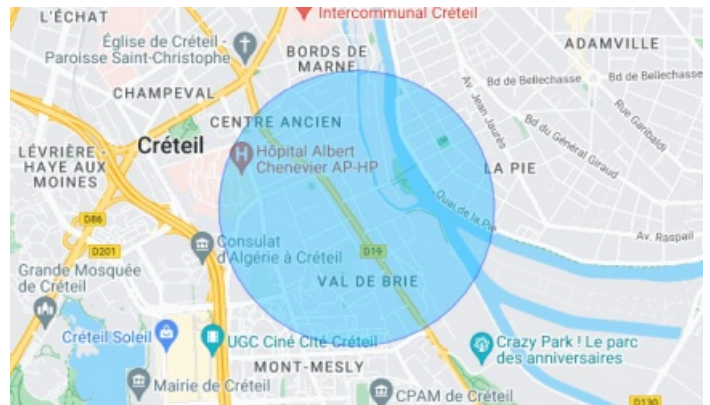 L'ÉCHAT
Intercommunal Créteil
Église de Créteil -
Paroisse Saint-Christophe
BORDS DE
MARNE
ADAMVILLE
Bd de Bellechasse
Bd de Bellechasse
Av. Jean Jaurès
Rue Garibaldi
Bd du Général Giraud
CHAMPEVAL
CENTRE ANCIEN
Créteil
H
Hôpital Albert
Chenevier AP-HP
LÉVRIÈRE -
HAYE AUX
MOINES
LA PIE
Quai de la Pie
Av. Raspail
D86
D201
Consulat
d'Algérie à Créteil
D19
Grande Mosquée
de Créteil
VAL DE BRIE
Créteil Soleil
UGC Ciné Cité Créteil
Crazy Park ! Le parc
des anniversaires
MONT-MESLY
Mairie de Créteil
CPAM de Créteil
D130